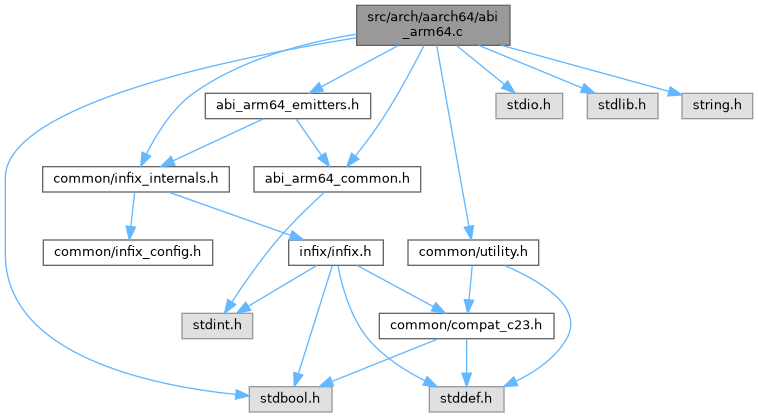 src/arch/aarch64/abi
_arm64.c
abi_arm64_emitters.h
stdio.h
stdlib.h
string.h
common/infix_internals.h
abi_arm64_common.h
common/infix_config.h
infix/infix.h
common/utility.h
stdint.h
common/compat_c23.h
stdbool.h
stddef.h